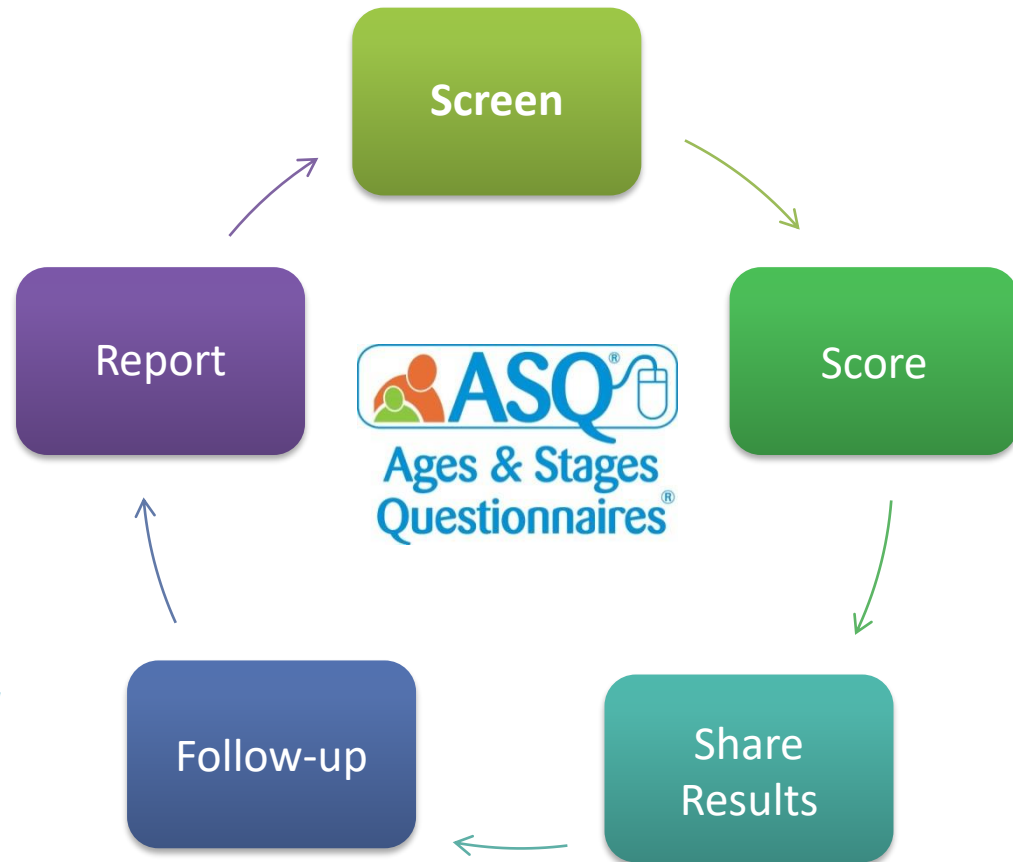 Screen
Score
Share
Results
Follow-up
Report
ASQ®
Ages & Stages
Questionnaires®